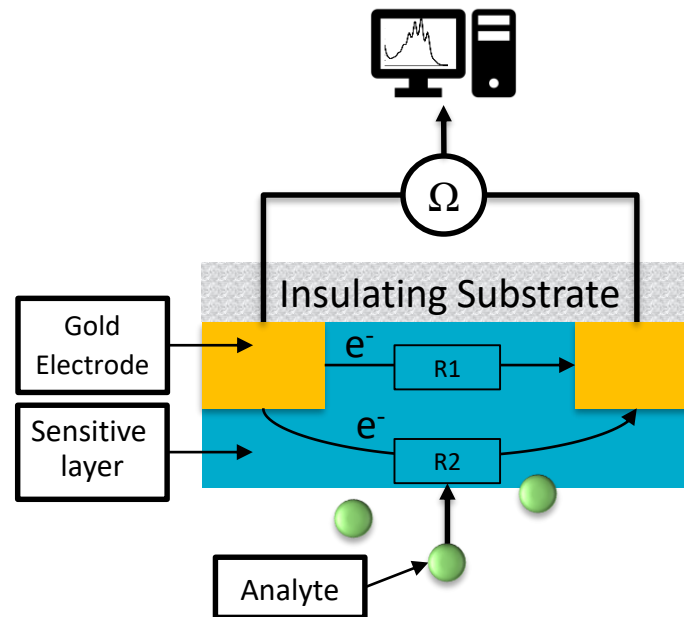 Ω
Insulating Substrate
Gold
Electrode
e-
R1
Sensitive
layer
e-
R2
Analyte